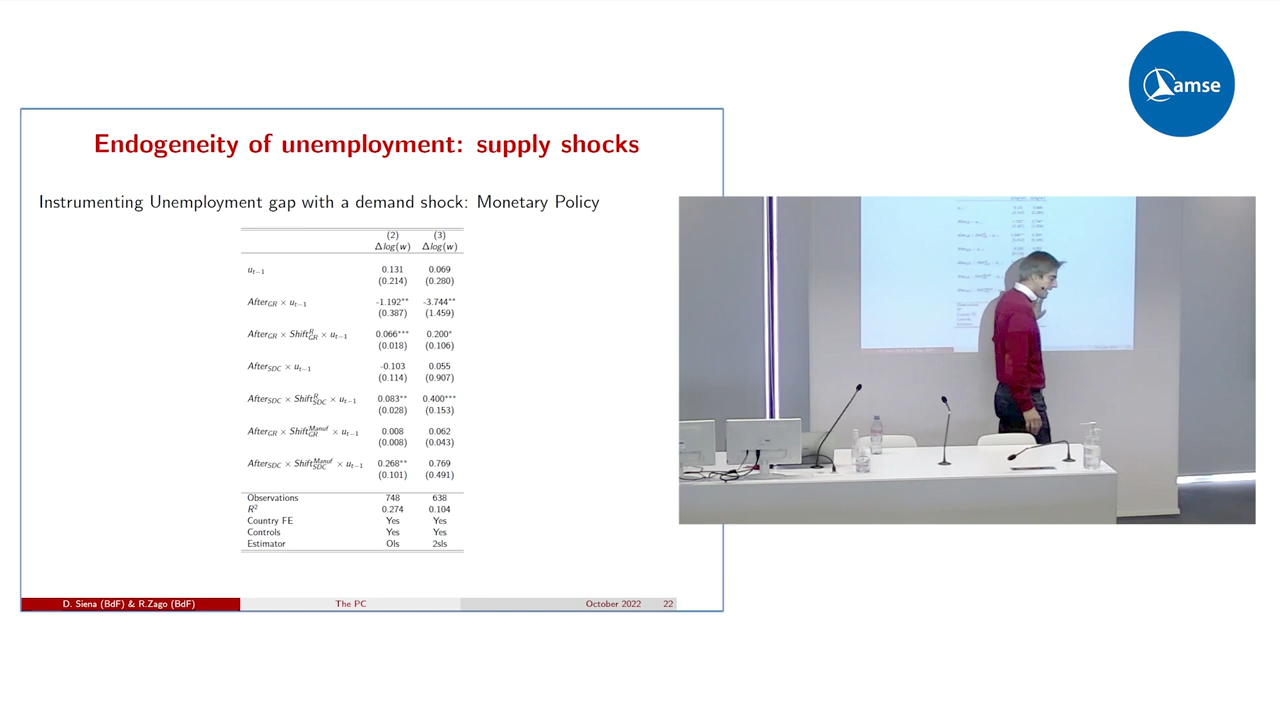 amse
Endogeneity of unemployment: supply shocks
Instrumenting Unemployment gap with a demand shock: Monetary Policy
(2) (3)
Δlog(w) Δlog(w)
u_{t−1} 0.131 0.069
(0.214) (0.280)
After_{GR} × u_{t−1} -1.192** -3.744**
(0.387) (1.459)
After_{GR} × Shift^R_{GR} × u_{t−1} 0.066*** 0.200*
(0.018) (0.106)
After_{SDC} × u_{t−1} -0.103 0.055
(0.114) (0.907)
After_{SDC} × Shift^R_{SDC} × u_{t−1} 0.083** 0.400***
(0.028) (0.153)
After_{GR} × Shift^{Manuf}_{GR} × u_{t−1} 0.008 0.062
(0.008) (0.043)
After_{SDC} × Shift^{Manuf}_{SDC} × u_{t−1} 0.268** 0.769
(0.101) (0.491)
Observations 748 638
R² 0.274 0.104
Country FE Yes Yes
Controls Yes Yes
Estimator Ols 2sls
D. Siena (BdF) & R.Zago (BdF) The PC October 2022 22